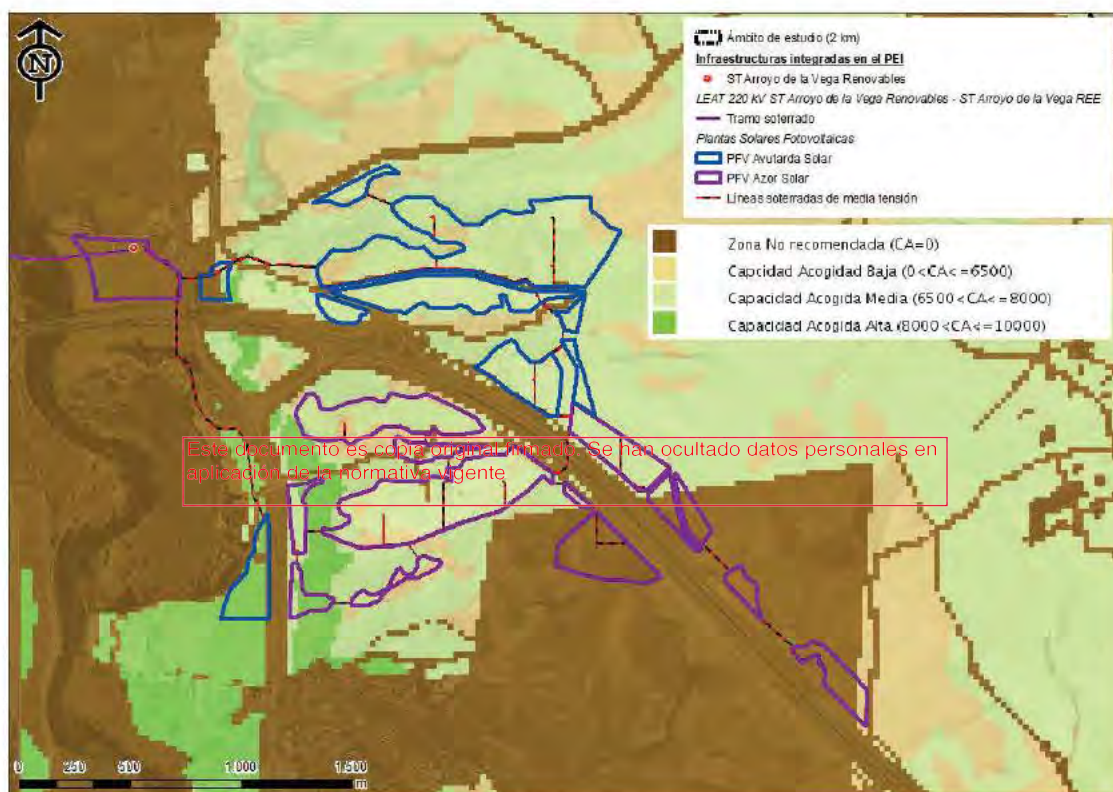 N
Ámbito de estudio (2 km)
Infraestructuras integradas en el PEI
ST Arroyo de la Vega Renovables
LEAT 220 kV ST Arroyo de la Vega Renovables - ST Arroyo de la Vega REE
Tramo soterrado
Plantas Solares Fotovoltaicas
PFV Avutarda Solar
PFV Azor Solar
Líneas soterradas de media tensión
Zona No recomendada (CA=0)
Capcidad Acogidad Baja (0<CA<=6500)
Capacidad Acogida Media (6500<CA<=8000)
Capacidad Acogida Alta (8000<CA<=10000)
Este documento es copia original firmado. Se han ocultado datos personales en
aplicación de la normativa vigente
0 250 500 1.000 1.500
m